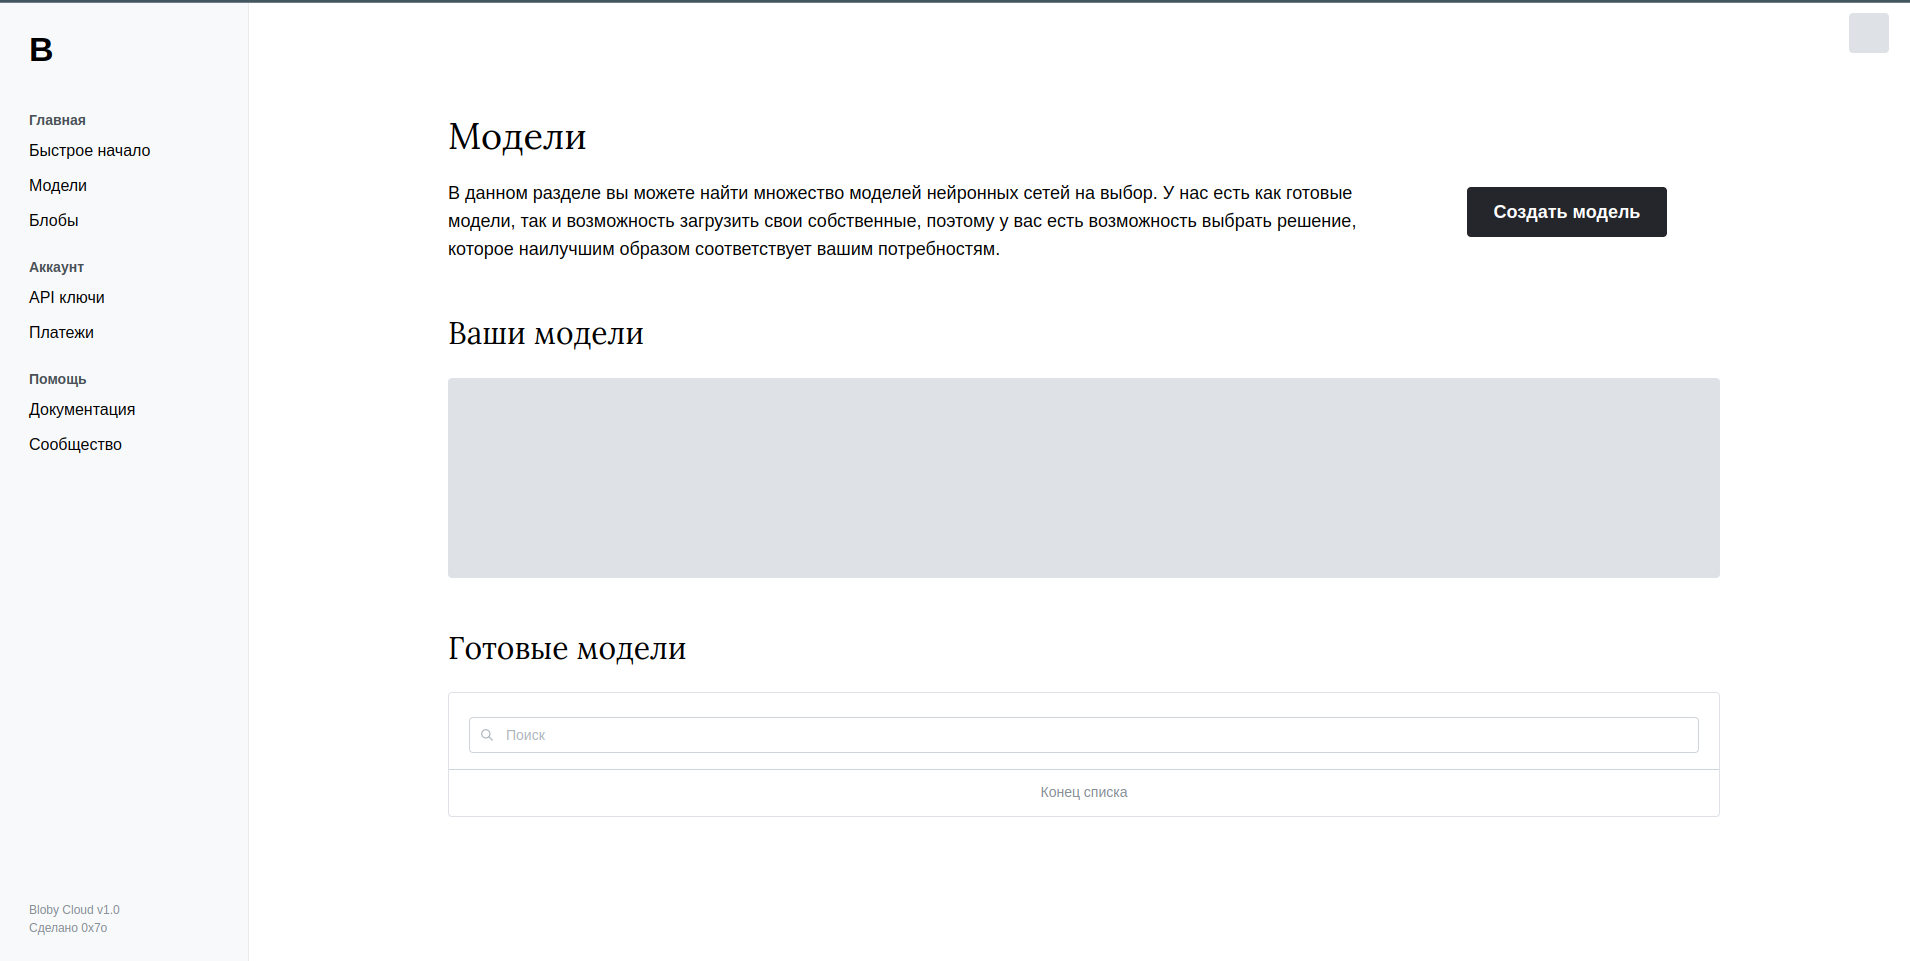 B
Главная
Быстрое начало
Модели
Блобы
Аккаунт
API ключи
Платежи
Помощь
Документация
Сообщество
Bloby Cloud v1.0
Сделано 0x7o
Модели
В данном разделе вы можете найти множество моделей нейронных сетей на выбор. У нас есть как готовые
модели, так и возможность загрузить свои собственные, поэтому у вас есть возможность выбрать решение,
которое наилучшим образом соответствует вашим потребностям.
Создать модель
Ваши модели
Готовые модели
Поиск
Конец списка